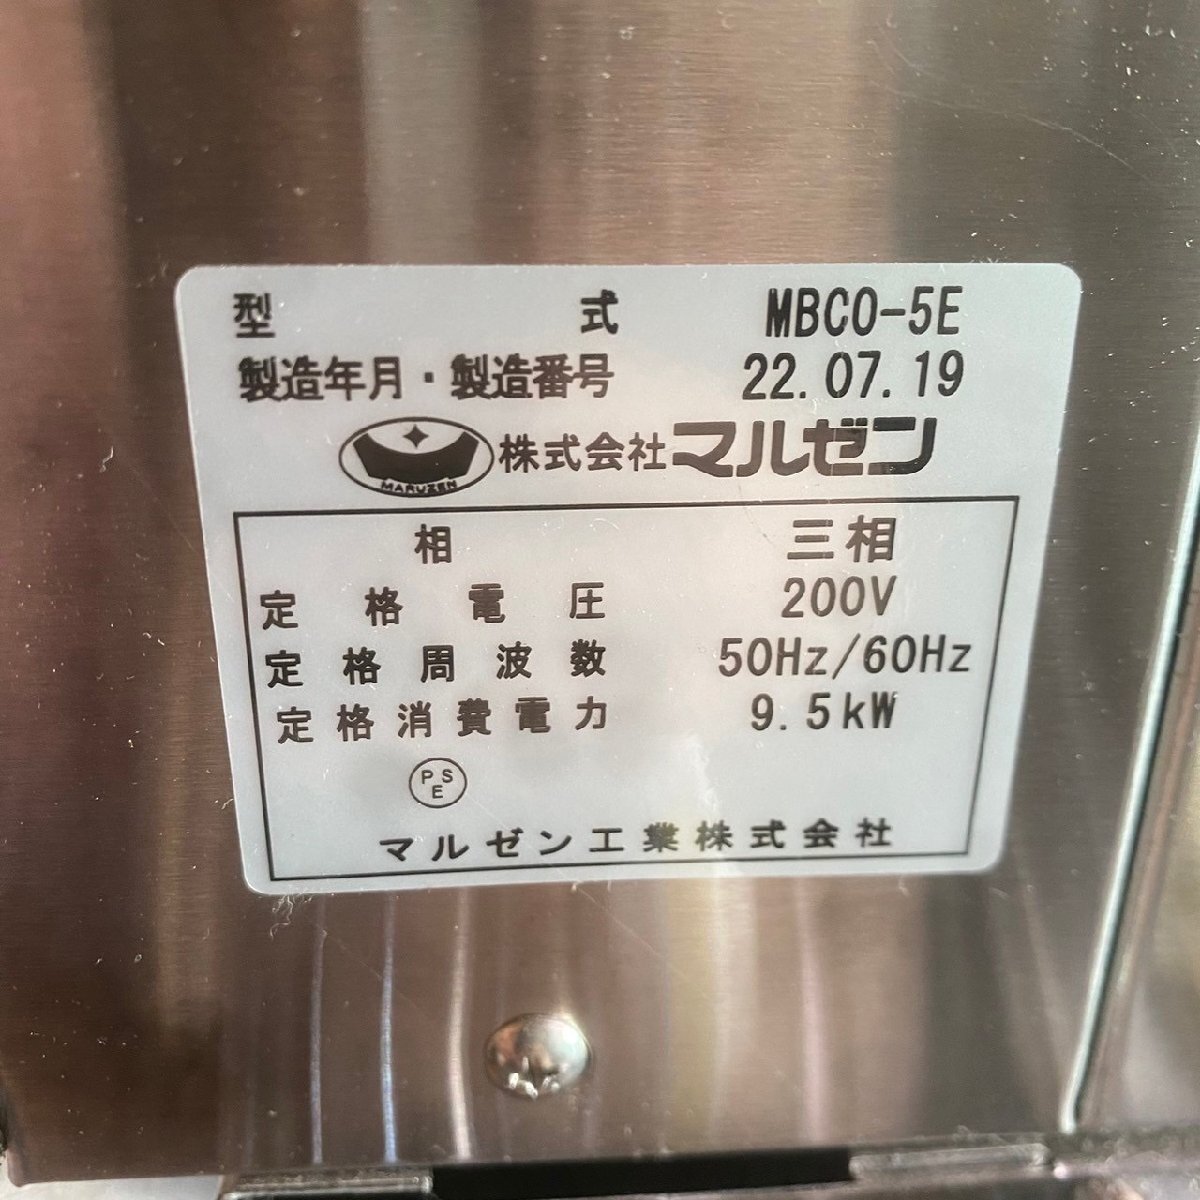 型 式 MBCO-5E
製造年月・製造番号 22.07.19
MARUZEN 株式会社マルゼン
相 三相
定格電圧 200V
定格周波数 50Hz/60Hz
定格消費電力 9.5kW
PSE
マルゼン工業株式会社